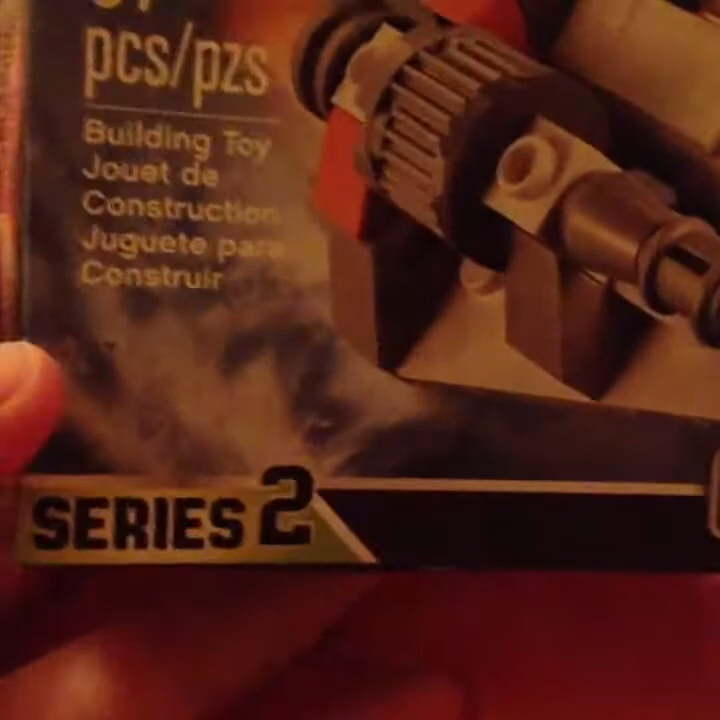 pcs/pzs
Building Toy
Jouet de
Construction
Juguete para
Construir
SERIES 2